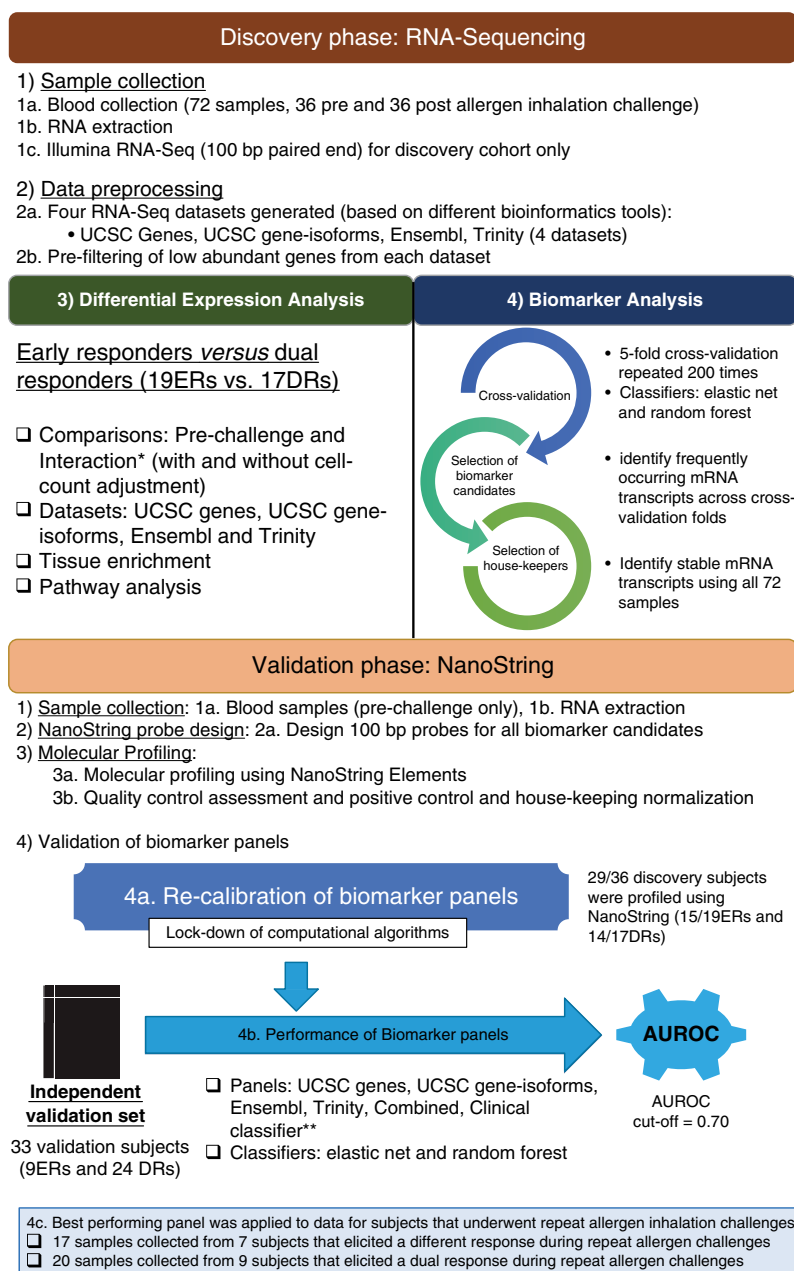 Discovery phase: RNA-Sequencing
1) Sample collection
1a. Blood collection (72 samples, 36 pre and 36 post allergen inhalation challenge)
1b. RNA extraction
1c. Illumina RNA-Seq (100 bp paired end) for discovery cohort only
2) Data preprocessing
2a. Four RNA-Seq datasets generated (based on different bioinformatics tools):
• UCSC Genes, UCSC gene-isoforms, Ensembl, Trinity (4 datasets)
2b. Pre-filtering of low abundant genes from each dataset
3) Differential Expression Analysis
Early responders versus dual
responders (19ERs vs. 17DRs)
❑ Comparisons: Pre-challenge and
Interaction* (with and without cell-
count adjustment)
❑ Datasets: UCSC genes, UCSC gene-
isoforms, Ensembl and Trinity
❑ Tissue enrichment
❑ Pathway analysis
4) Biomarker Analysis
Cross-validation
• 5-fold cross-validation
repeated 200 times
• Classifiers: elastic net
and random forest
Selection of
biomarker
candidates
• identify frequently
occurring mRNA
transcripts across cross-
validation folds
Selection of
house-keepers
• Identify stable mRNA
transcripts using all 72
samples
Validation phase: NanoString
1) Sample collection: 1a. Blood samples (pre-challenge only), 1b. RNA extraction
2) NanoString probe design: 2a. Design 100 bp probes for all biomarker candidates
3) Molecular Profiling:
3a. Molecular profiling using NanoString Elements
3b. Quality control assessment and positive control and house-keeping normalization
4) Validation of biomarker panels
4a. Re-calibration of biomarker panels
Lock-down of computational algorithms
29/36 discovery subjects
were profiled using
NanoString (15/19ERs and
14/17DRs)
4b. Performance of Biomarker panels
AUROC
Independent
validation set
33 validation subjects
(9ERs and 24 DRs)
❑ Panels: UCSC genes, UCSC gene-isoforms,
Ensembl, Trinity, Combined, Clinical
classifier**
❑ Classifiers: elastic net and random forest
AUROC
cut-off = 0.70
4c. Best performing panel was applied to data for subjects that underwent repeat allergen inhalation challenges
❑ 17 samples collected from 7 subjects that elicited a different response during repeat allergen challenges
❑ 20 samples collected from 9 subjects that elicited a dual response during repeat allergen challenges